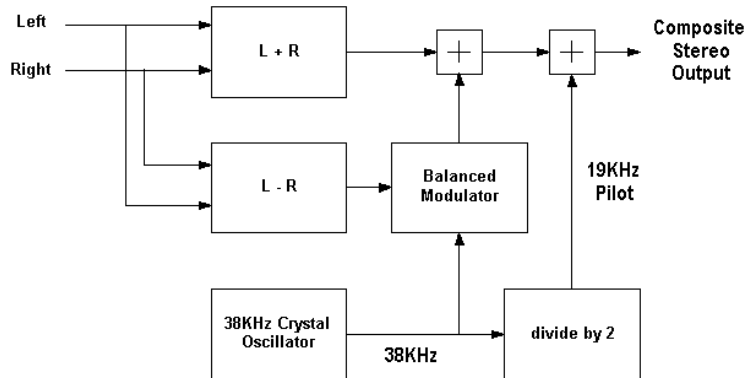 Left
Right
L + R
Composite
Stereo
Output
L - R
Balanced
Modulator
19KHz
Pilot
38KHz Crystal
Oscillator
38KHz
divide by 2